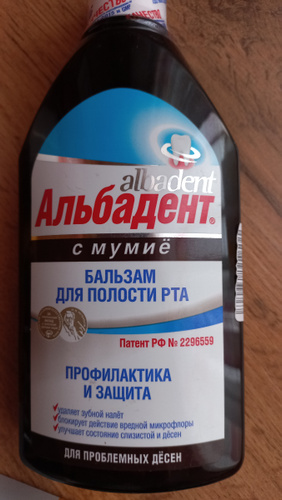 КАЧЕСТВО
albadent
Альбадент®
с мумиё
БАЛЬЗАМ
ДЛЯ ПОЛОСТИ РТА
Патент РФ № 2296559
ПРОФИЛАКТИКА
И ЗАЩИТА
удаляет зубной налёт
блокирует действие вредной микрофлоры
улучшает состояние слизистой и дёсен
ДЛЯ ПРОБЛЕМНЫХ ДЁСЕН